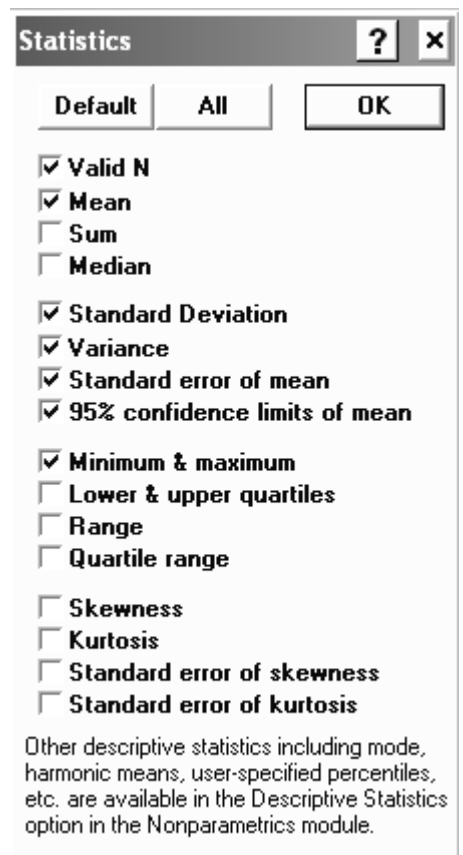 Statistics
? ×
Default All OK
Valid N
Mean
Sum
Median
Standard Deviation
Variance
Standard error of mean
95% confidence limits of mean
Minimum & maximum
Lower & upper quartiles
Range
Quartile range
Skewness
Kurtosis
Standard error of skewness
Standard error of kurtosis
Other descriptive statistics including mode,
harmonic means, user-specified percentiles,
etc. are available in the Descriptive Statistics
option in the Nonparametrics module.